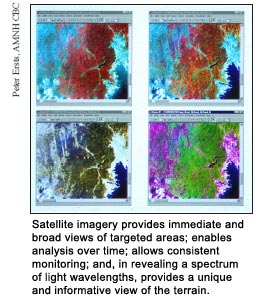 Peter Ersts, AMNH CBC
Satellite imagery provides immediate and
broad views of targeted areas; enables
analysis over time; allows consistent
monitoring; and, in revealing a spectrum
of light wavelengths, provides a unique
and informative view of the terrain.